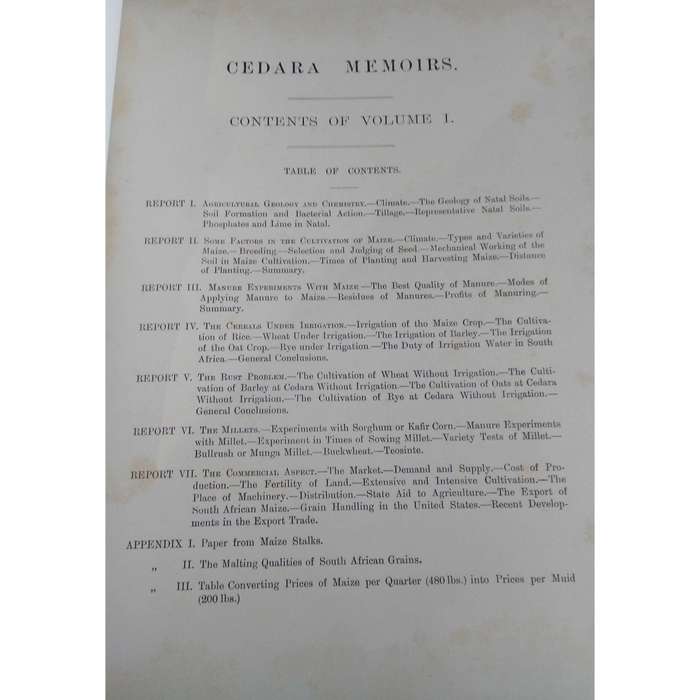 CEDARA MEMOIRS.
CONTENTS OF VOLUME I.
TABLE OF CONTENTS.
REPORT I. AGRICULTURAL GEOLOGY AND CHEMISTRY.—Climate.—The Geology of Natal Soils.—
Soil Formation and Bacterial Action.—Tillage.—Representative Natal Soils.—
Phosphates and Lime in Natal.
REPORT II. SOME FACTORS IN THE CULTIVATION OF MAIZE.—Climate.—Types and Varieties of
Maize.—Breeding.—Selection and Judging of Seed.—Mechanical Working of the
Soil in Maize Cultivation.—Times of Planting and Harvesting Maize.—Distance
of Planting.—Summary.
REPORT III. MANURE EXPERIMENTS WITH MAIZE—The Best Quality of Manure.—Modes of
Applying Manure to Maize.—Residues of Manures.—Profits of Manuring.—
Summary.
REPORT IV. THE CEREALS UNDER IRRIGATION.—Irrigation of the Maize Crop.—The Cultiva-
tion of Rice.—Wheat Under Irrigation.—The Irrigation of Barley.—The Irrigation
of the Oat Crop.—Rye under Irrigation.—The Duty of Irrigation Water in South
Africa.—General Conclusions.
REPORT V. THE RUST PROBLEM.—The Cultivation of Wheat Without Irrigation.—The Culti-
vation of Barley at Cedara Without Irrigation.—The Cultivation of Oats at Cedara
Without Irrigation.—The Cultivation of Rye at Cedara Without Irrigation.—
General Conclusions.
REPORT VI. THE MILLETS.—Experiments with Sorghum or Kafir Corn.—Manure Experiments
with Millet.—Experiment in Times of Sowing Millet.—Variety Tests of Millet.—
Bullrush or Munga Millet.—Buckwheat.—Teosinte.
REPORT VII. THE COMMERCIAL ASPECT.—The Market.—Demand and Supply.—Cost of Pro-
duction.—The Fertility of Land.—Extensive and Intensive Cultivation.—The
Place of Machinery.—Distribution.—State Aid to Agriculture.—The Export of
South African Maize.—Grain Handling in the United States.—Recent Develop-
ments in the Export Trade.
APPENDIX I. Paper from Maize Stalks.
„ II. The Malting Qualities of South African Grains.
„ III. Table Converting Prices of Maize per Quarter (480 lbs.) into Prices per Muid
(200 lbs.)